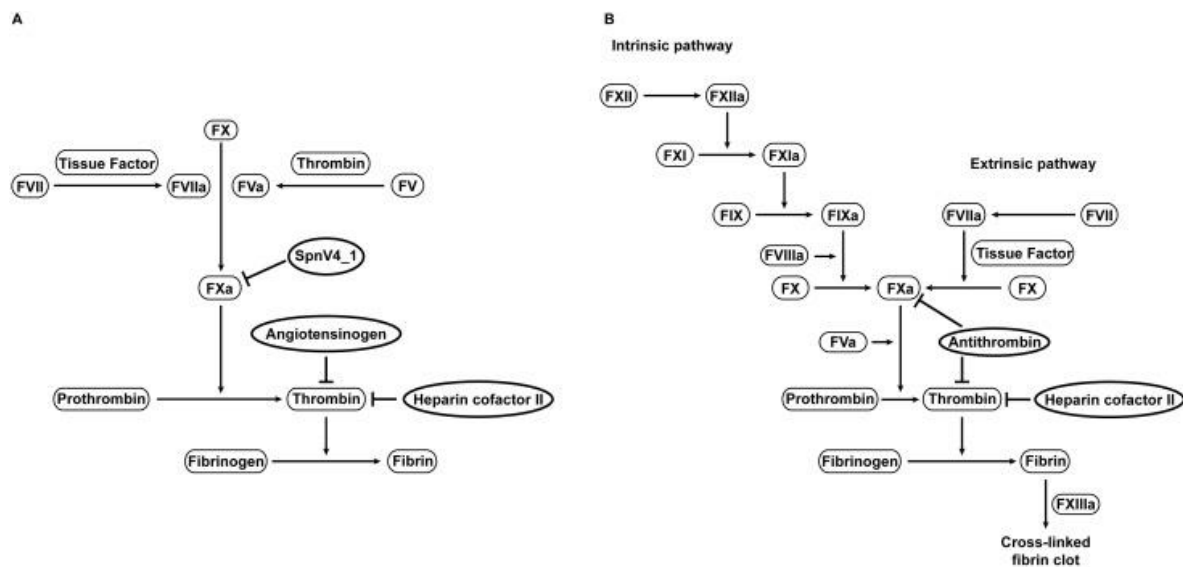 A
FX
Tissue Factor
Thrombin
FVII
FVIIa
FVa
FV
SpnV4_1
FXa
Angiotensinogen
Prothrombin
Thrombin
Heparin cofactor II
Fibrinogen
Fibrin
B
Intrinsic pathway
FXII
FXIIa
FXI
FXIa
Extrinsic pathway
FIX
FIXa
FVIIa
FVII
FVIIIa
Tissue Factor
FX
FXa
FX
FVa
Antithrombin
Prothrombin
Thrombin
Heparin cofactor II
Fibrinogen
Fibrin
FXIIIa
Cross-linked
fibrin clot